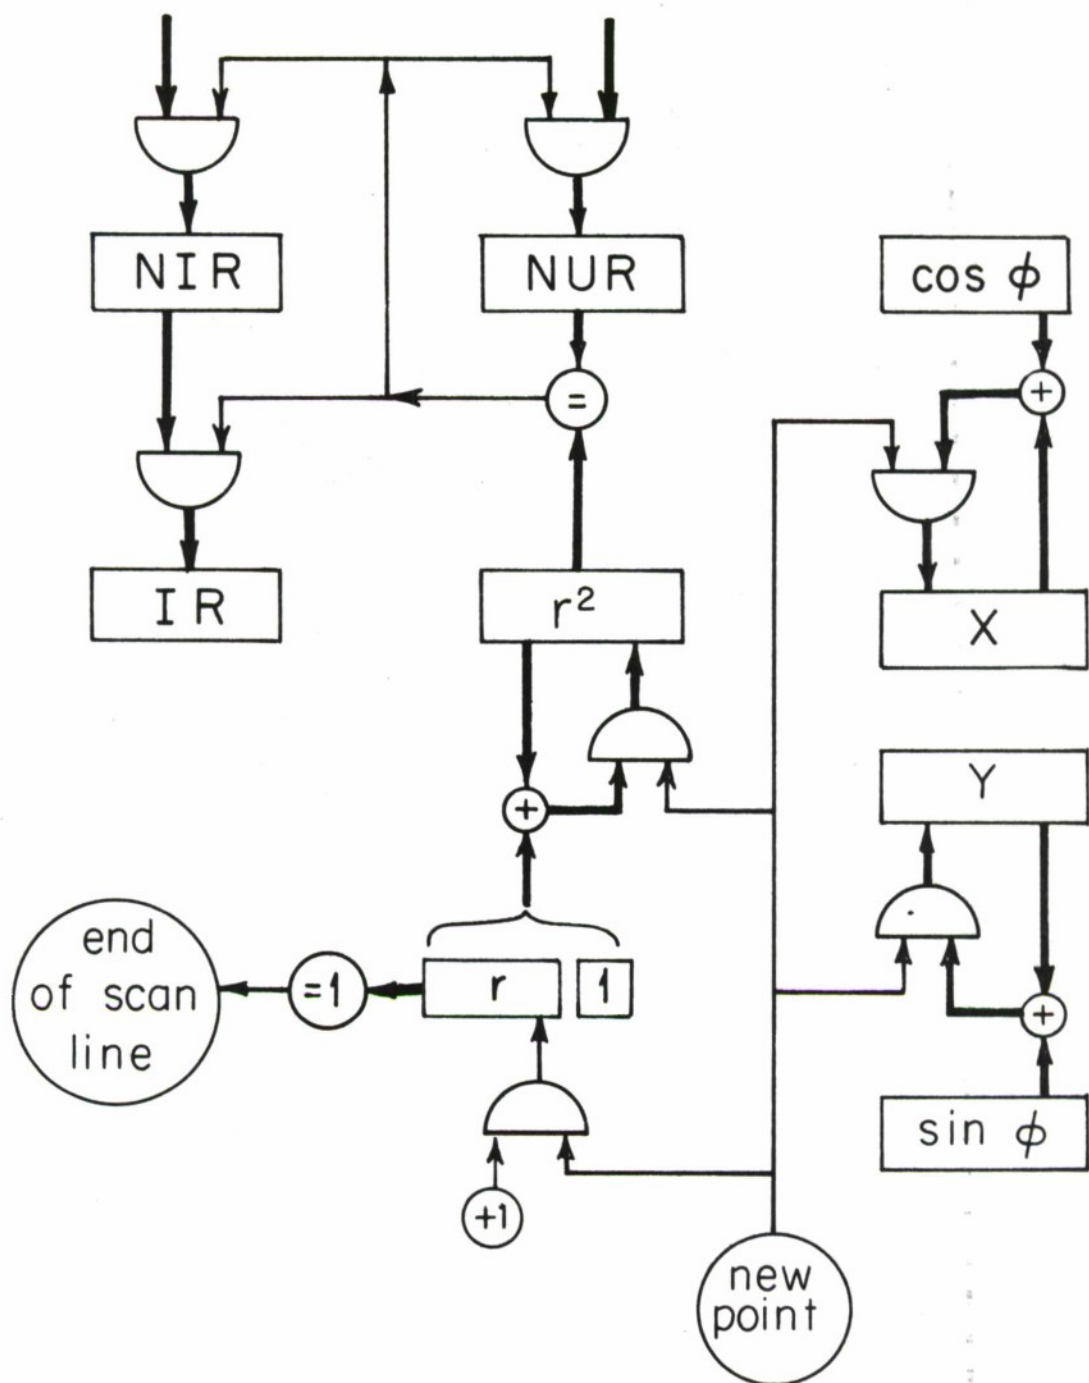 NIR
NUR
cos ϕ
=
+
IR
r²
X
Y
+
end
of scan
line
=1
r
1
+
sin ϕ
+1
new
point